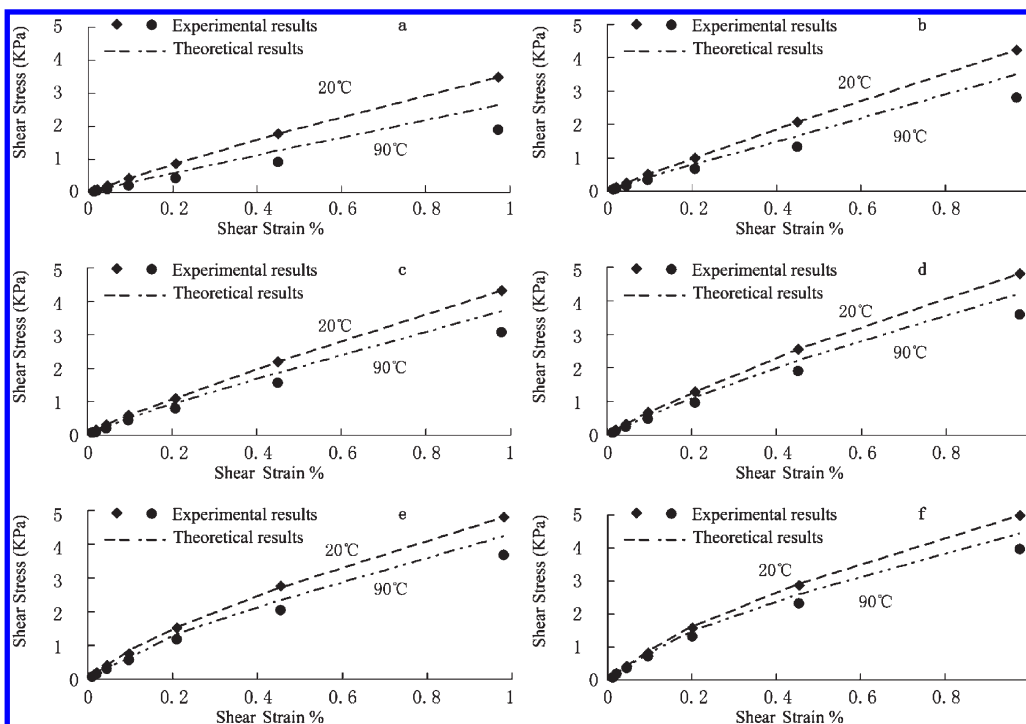 Experimental results a
Theoretical results
Shear Stress (KPa)
5
4
3
2
1
0
20℃
90℃
0 0.2 0.4 0.6 0.8 1
Shear Strain %
Experimental results b
Theoretical results
Shear Stress (KPa)
5
4
3
2
1
0
20℃
90℃
0 0.2 0.4 0.6 0.8
Shear Strain %
Experimental results c
Theoretical results
Shear Stress (KPa)
5
4
3
2
1
0
20℃
90℃
0 0.2 0.4 0.6 0.8 1
Shear Strain %
Experimental results d
Theoretical results
Shear Stress (KPa)
5
4
3
2
1
0
20℃
90℃
0 0.2 0.4 0.6 0.8
Shear Strain %
Experimental results e
Theoretical results
Shear Stress (KPa)
5
4
3
2
1
0
20℃
90℃
0 0.2 0.4 0.6 0.8 1
Shear Strain %
Experimental results f
Theoretical results
Shear Stress (KPa)
5
4
3
2
1
0
20℃
90℃
0 0.2 0.4 0.6 0.8
Shear Strain %